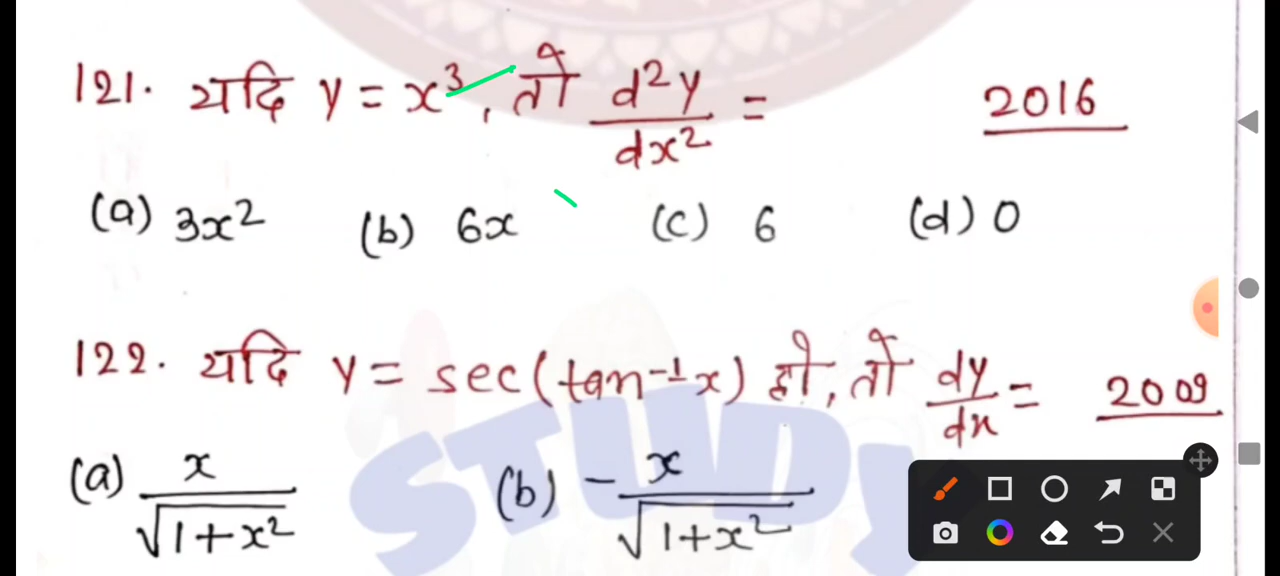 121. यदि y = x³, तो d²y/dx² = 2016
(a) 3x² (b) 6x (c) 6 (d) 0
122. यदि y = sec(tan⁻¹x) हो, तो dy/dx = 2009
(a) x/√1+x² (b) -x/√1+x²
STUDY